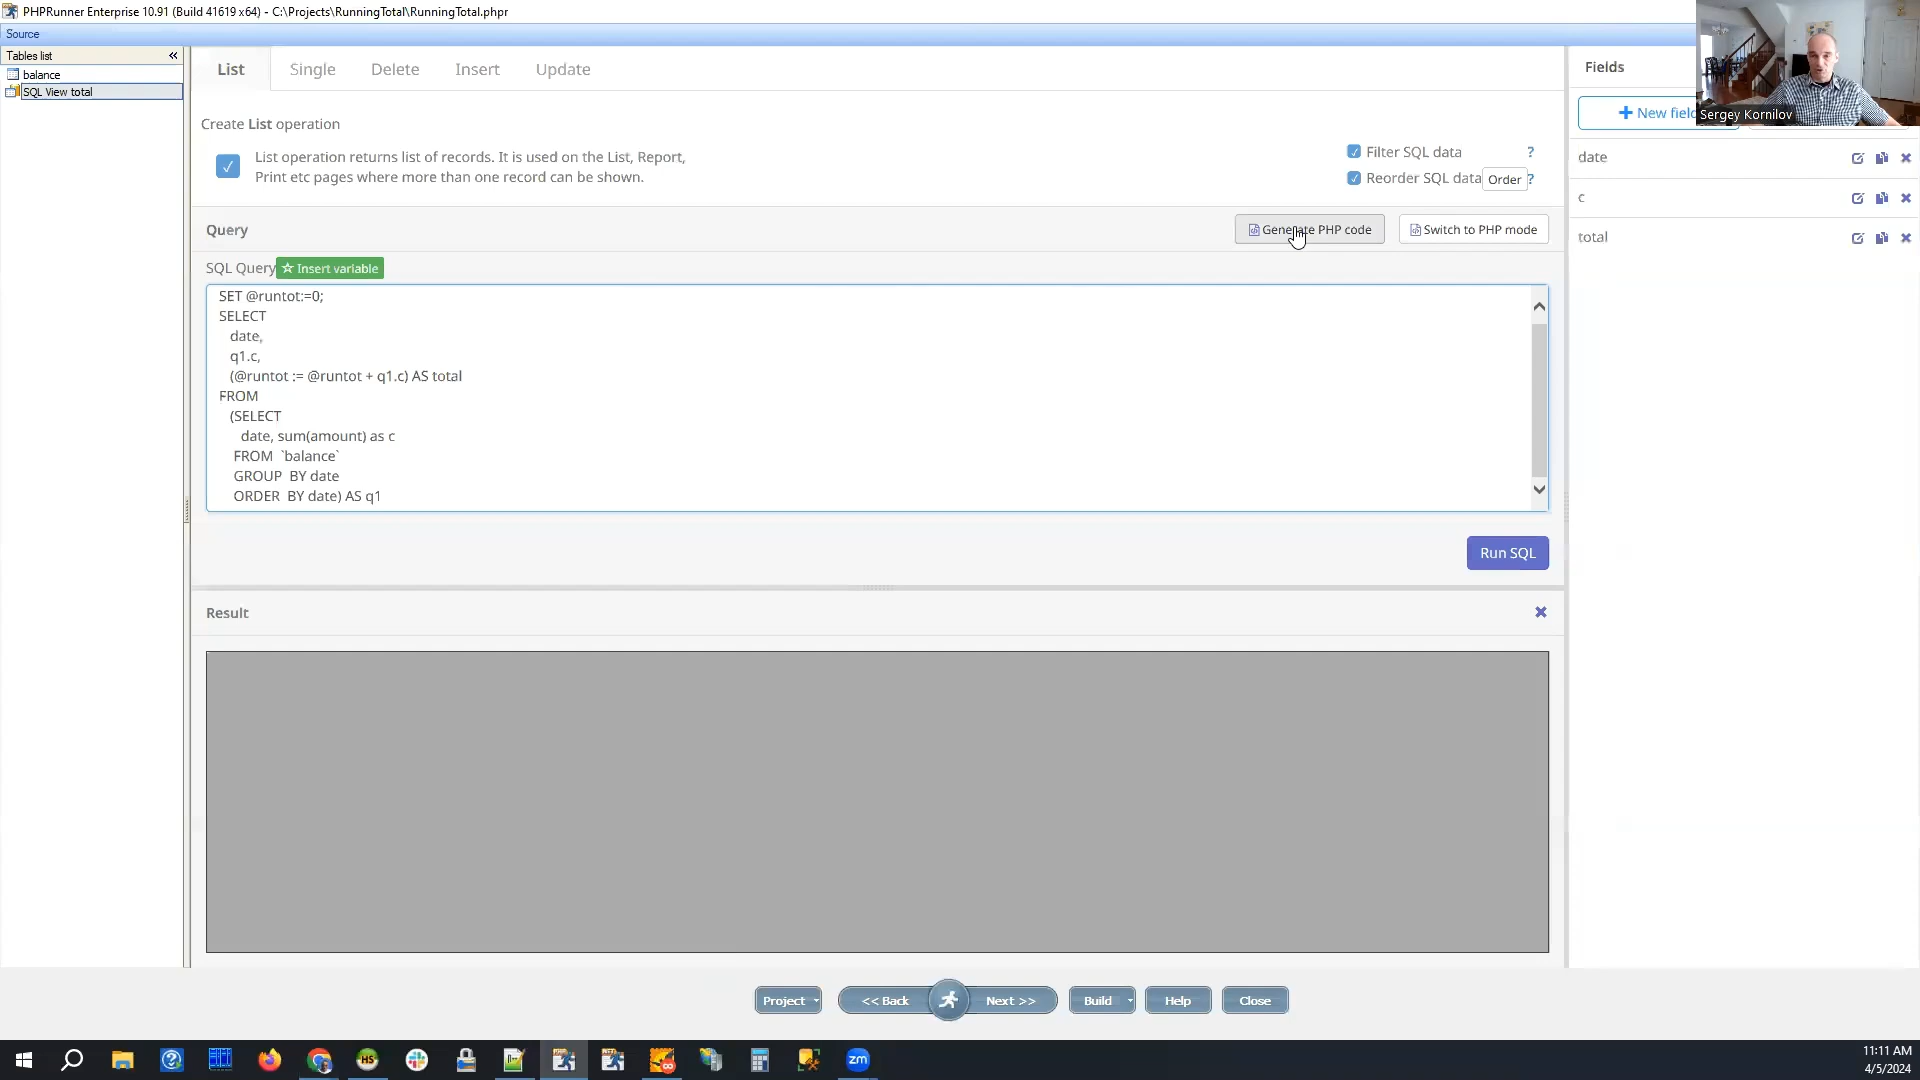 PHPRunner Enterprise 10.91 (Build 41619 x64) - C:\Projects\RunningTotal\RunningTotal.phpr
Source
Tables list «
balance
SQL View total
List Single Delete Insert Update
Create List operation
✓ List operation returns list of records. It is used on the List, Report,
Print etc pages where more than one record can be shown.
Filter SQL data ?
Reorder SQL data Order ?
Query
Generate PHP code Switch to PHP mode
SQL Query Insert variable
SET @runtot:=0;
SELECT
date,
q1.c,
(@runtot := @runtot + q1.c) AS total
FROM
(SELECT
date, sum(amount) as c
FROM `balance`
GROUP BY date
ORDER BY date) AS q1
Run SQL
Result
Fields
+ New field
date
c
total
Sergey Kornilov
Project << Back Next >> Build Help Close
HS zm
11:11 AM
4/5/2024